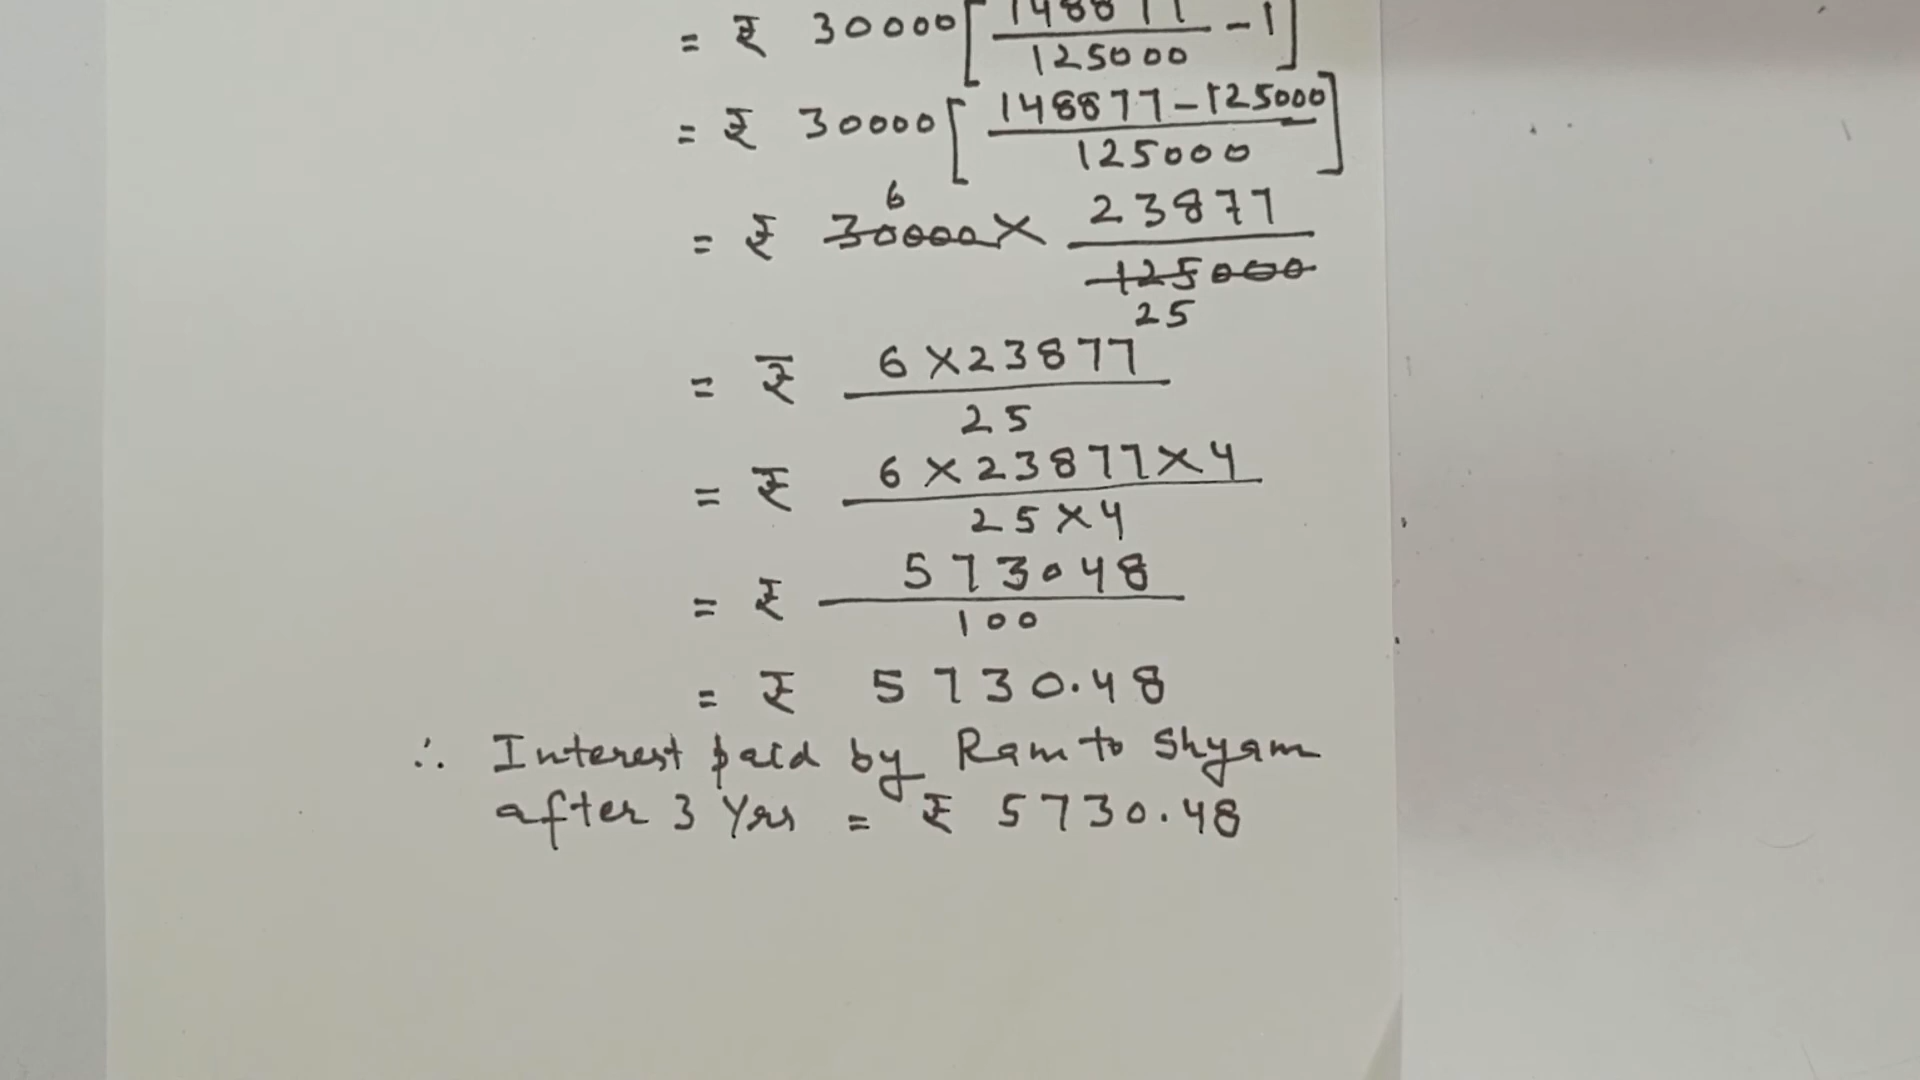 = ₹ 30000[148877/125000 - 1]
= ₹ 30000[148877-125000/125000]
6
= ₹ 30000 × 23877/125000
25
= ₹ 6×23877/25
= ₹ 6×23877×4/25×4
= ₹ 573048/100
= ₹ 5730.48
∴ Interest paid by Ram to Shyam
after 3 Yrs = ₹ 5730.48